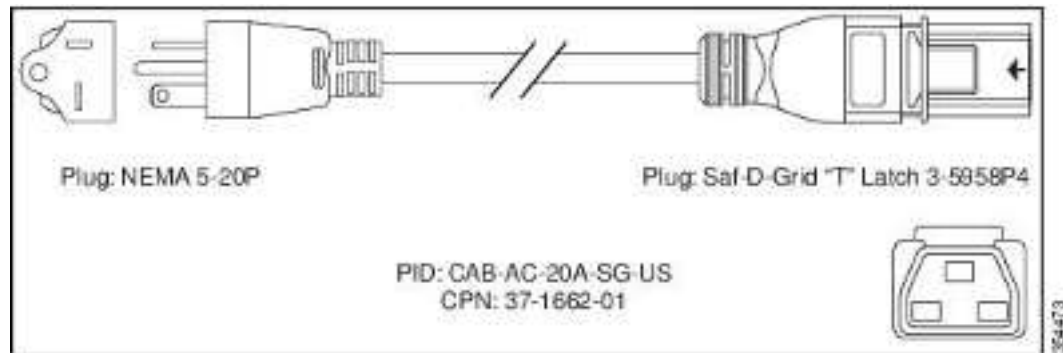 Plug: NEMA 5-20P
Plug: Saf-D-Grid "T" Latch 3-5958P4
PID: CAB-AC-20A-SG-US
CPN: 37-1662-01